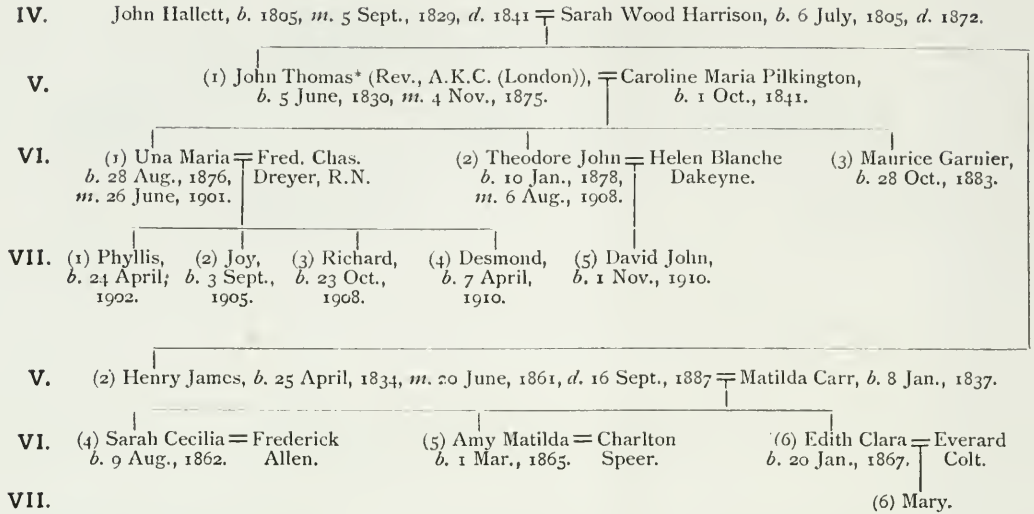 IV. John Hallett, b. 1805, m. 5 Sept., 1829, d. 1841 = Sarah Wood Harrison, b. 6 July, 1805, d. 1872.
V. (1) John Thomas* (Rev., A.K.C. (London)), = Caroline Maria Pilkington,
b. 5 June, 1830, m. 4 Nov., 1875. b. 1 Oct., 1841.
VI. (1) Una Maria = Fred. Chas. (2) Theodore John = Helen Blanche (3) Maurice Garnier,
b. 28 Aug., 1876, Dreyer, R.N. b. 10 Jan., 1878, Dakeyne. b. 28 Oct., 1883.
m. 26 June, 1901. m. 6 Aug., 1908.
VII. (1) Phyllis, (2) Joy, (3) Richard, (4) Desmond, (5) David John,
b. 24 April, b. 3 Sept., b. 23 Oct., b. 7 April, b. 1 Nov., 1910.
1902. 1905. 1908. 1910.
V. (2) Henry James, b. 25 April, 1834, m. 20 June, 1861, d. 16 Sept., 1887 = Matilda Carr, b. 8 Jan., 1837.
VI. (4) Sarah Cecilia = Frederick (5) Amy Matilda = Charlton (6) Edith Clara = Everard
b. 9 Aug., 1862. Allen. b. 1 Mar., 1865. Speer. b. 20 Jan., 1867. Colt.
VII. (6) Mary.